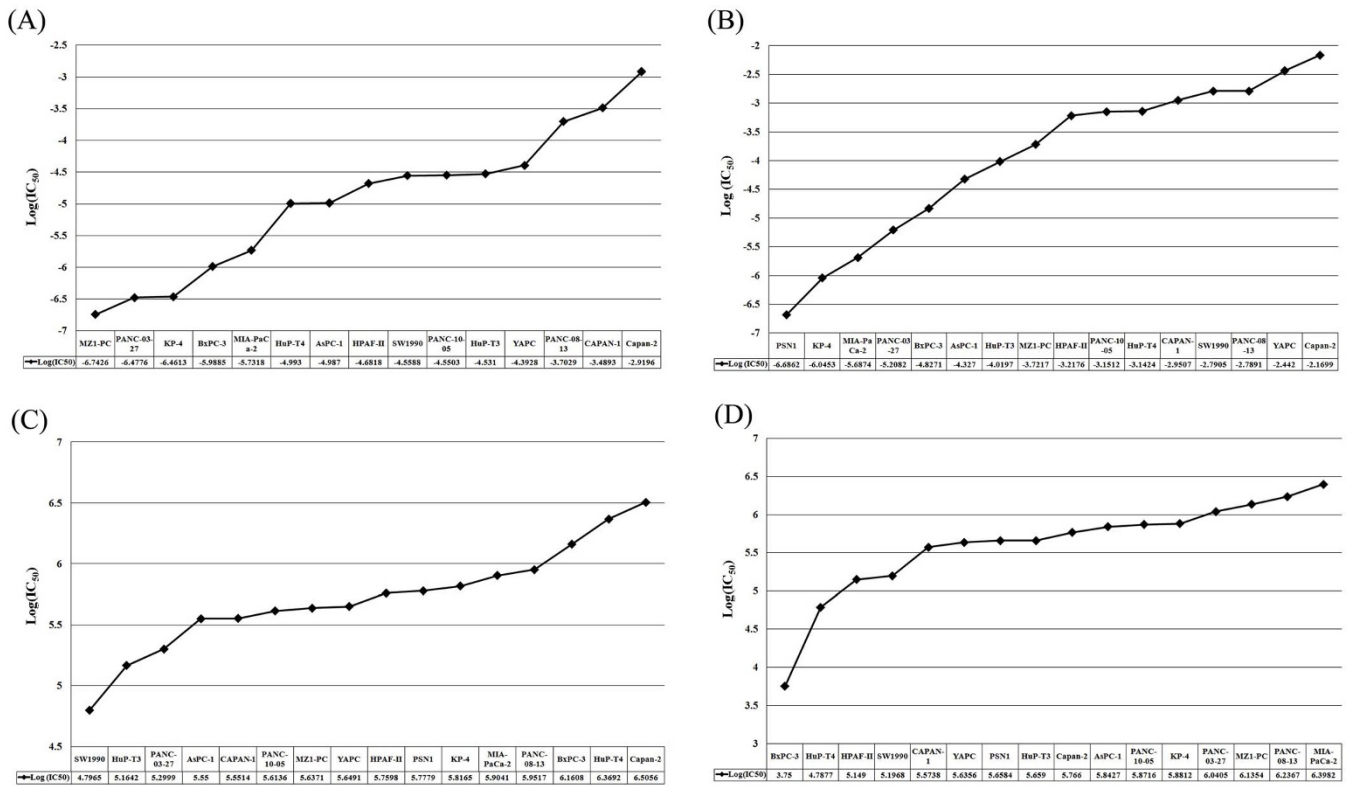 (A)
-2.5
-3
-3.5
-4
-4.5
-5
-5.5
-6
-6.5
-7
Log(IC50)
MZ1-PC PANC-03-27 KP-4 BxPC-3 MIA-PaCa-2 HuP-T4 AsPC-1 HPAF-II SW1990 PANC-10-05 HuP-T3 YAPC PANC-08-13 CAPAN-1 Capan-2
Log(IC50) -6.7426 -6.4776 -6.4613 -5.9885 -5.7318 -4.993 -4.987 -4.6818 -4.5588 -4.5503 -4.531 -4.3928 -3.7029 -3.4893 -2.9196
(B)
-2
-2.5
-3
-3.5
-4
-4.5
-5
-5.5
-6
-6.5
-7
Log (IC50)
PSN1 KP-4 MIA-PaCa-2 PANC-03-27 BxPC-3 AsPC-1 HuP-T3 MZ1-PC HPAF-II PANC-10-05 HuP-T4 CAPAN-1 SW1990 PANC-08-13 YAPC Capan-2
Log (IC50) -6.6862 -6.0453 -5.6874 -5.2082 -4.8271 -4.327 -4.0197 -3.7217 -3.2176 -3.1512 -3.1424 -2.9507 -2.7905 -2.7891 -2.442 -2.1699
(C)
7
6.5
6
5.5
5
4.5
Log(IC50)
SW1990 HuP-T3 PANC-03-27 AsPC-1 CAPAN-1 PANC-10-05 MZ1-PC YAPC HPAF-II PSN1 KP-4 MIA-PaCa-2 PANC-08-13 BxPC-3 HuP-T4 Capan-2
Log (IC50) 4.7965 5.1642 5.2999 5.55 5.5514 5.6136 5.6371 5.6491 5.7598 5.7779 5.8165 5.9041 5.9517 6.1608 6.3692 6.5056
(D)
7
6.5
6
5.5
5
4.5
4
3.5
3
Log(IC50)
BxPC-3 HuP-T4 HPAF-II SW1990 CAPAN-1 YAPC PSN1 HuP-T3 Capan-2 AsPC-1 PANC-10-05 KP-4 PANC-03-27 MZ1-PC PANC-08-13 MIA-PaCa-2
Log (IC50) 3.75 4.7877 5.149 5.1968 5.5738 5.6356 5.6584 5.659 5.766 5.8427 5.8716 5.8812 6.0405 6.1354 6.2367 6.3982